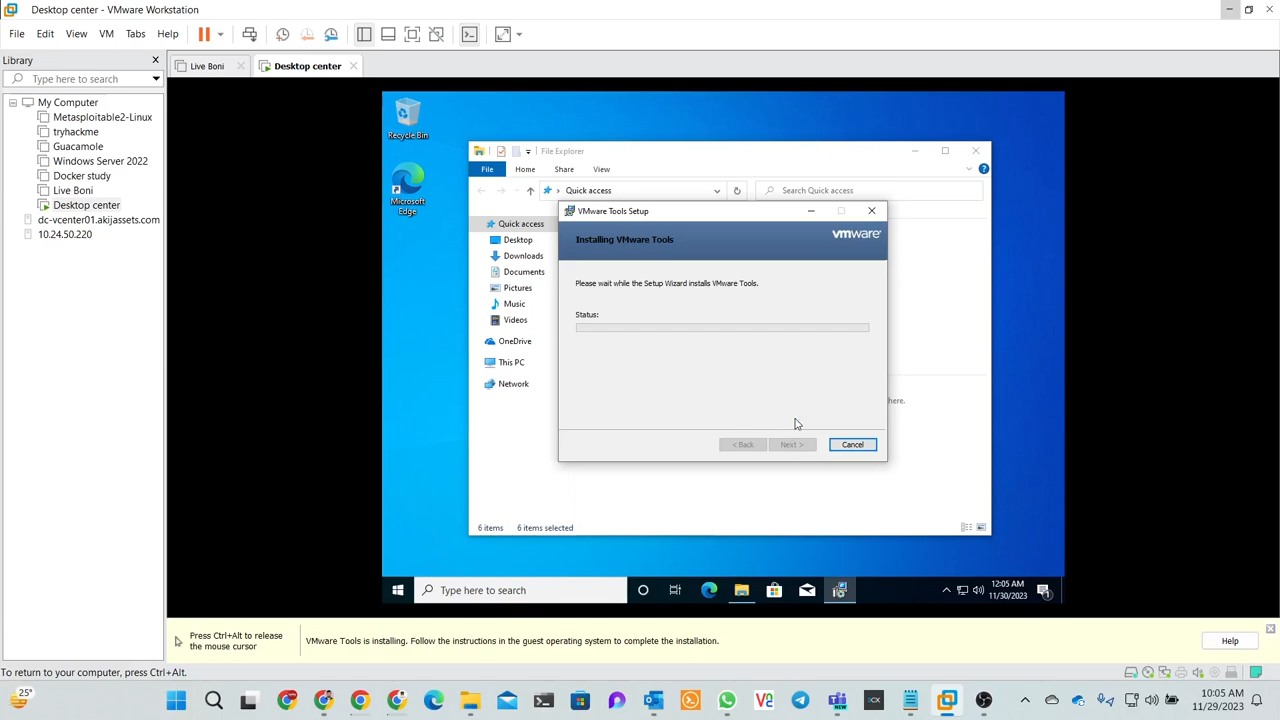 Desktop center - VMware Workstation
File Edit View VM Tabs Help
Library
Type here to search
My Computer
Metasploitable2-Linux
tryhackme
Guacamole
Windows Server 2022
Docker study
Live Boni
Desktop center
dc-vcenter01.akijassets.com
10.24.50.220
Live Boni
Desktop center
Recycle Bin
Microsoft
Edge
File Explorer
File Home Share View
Quick access
Search Quick access
Quick access
Desktop
Downloads
Documents
Pictures
Music
Videos
OneDrive
This PC
Network
here.
6 items 6 items selected
VMware Tools Setup
Installing VMware Tools
vmware
Please wait while the Setup Wizard installs VMware Tools.
Status:
< Back Next > Cancel
Type here to search
12:05 AM
11/30/2023
1
Press Ctrl+Alt to release
the mouse cursor
VMware Tools is installing. Follow the instructions in the guest operating system to complete the installation.
Help
To return to your computer, press Ctrl+Alt.
25°
NEW
10:05 AM
11/29/2023